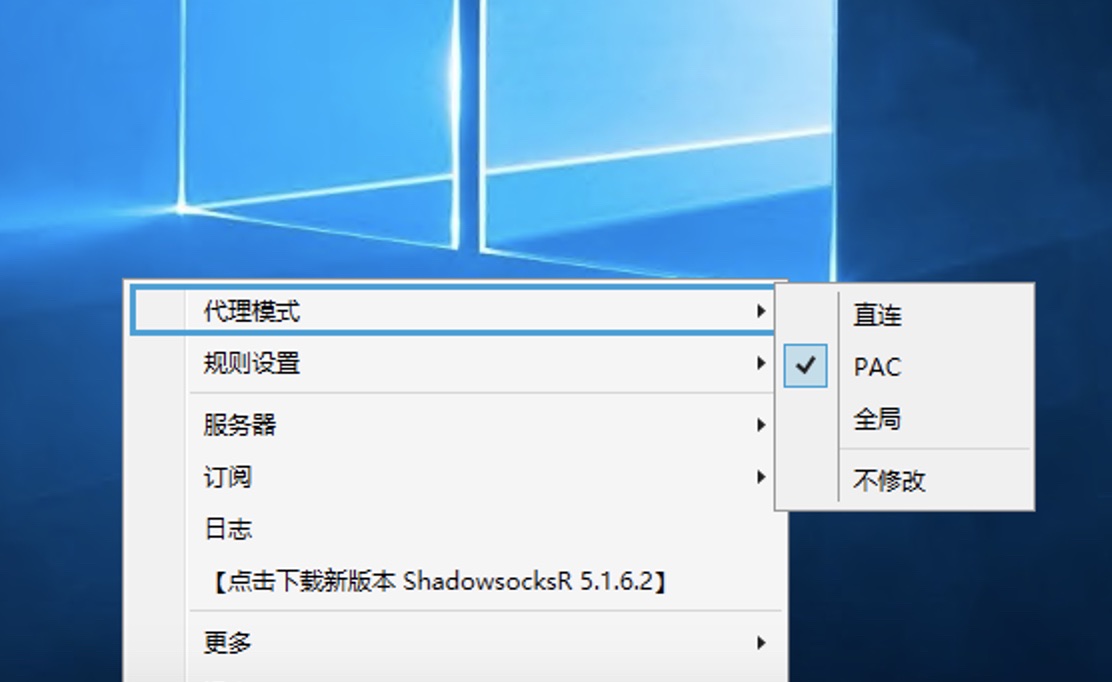 代理模式
规则设置
服务器
订阅
日志
【点击下载新版本 ShadowsocksR 5.1.6.2】
更多
直连
PAC
全局
不修改